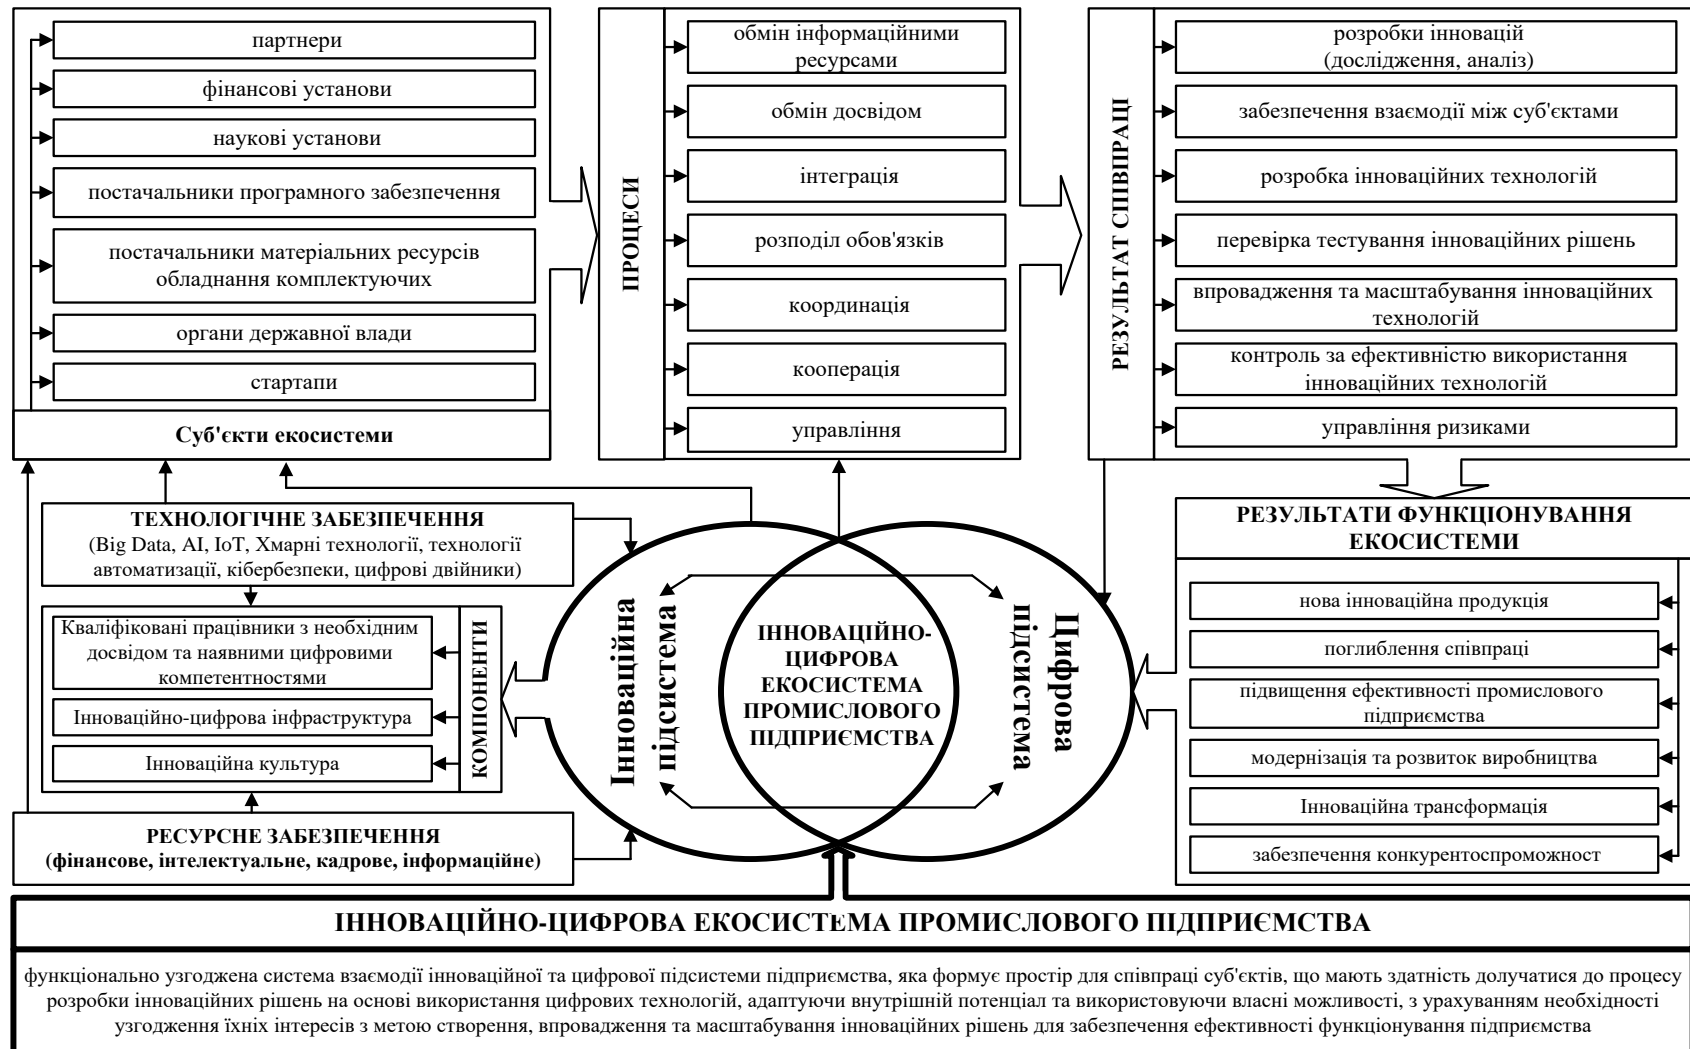 партнери
фінансові установи
наукові установи
постачальники програмного забезпечення
постачальники матеріальних ресурсів
обладнання комплектуючих
органи державної влади
стартапи
Суб'єкти екосистеми
ПРОЦЕСИ
обмін інформаційними
ресурсами
обмін досвідом
інтеграція
розподіл обов'язків
координація
кооперація
управління
РЕЗУЛЬТАТ СПІВПРАЦІ
розробки інновацій
(дослідження, аналіз)
забезпечення взаємодії між суб'єктами
розробка інноваційних технологій
перевірка тестування інноваційних рішень
впровадження та масштабування інноваційних
технологій
контроль за ефективністю використання
інноваційних технологій
управління ризиками
ТЕХНОЛОГІЧНЕ ЗАБЕЗПЕЧЕННЯ
(Big Data, AI, IoT, Хмарні технології, технології
автоматизації, кібербезпеки, цифрові двійники)
Кваліфіковані працівники з необхідним
досвідом та наявними цифровими
компетентностями
Інноваційно-цифрова інфраструктура
Інноваційна культура
КОМПОНЕНТИ
РЕСУРСНЕ ЗАБЕЗПЕЧЕННЯ
(фінансове, інтелектуальне, кадрове, інформаційне)
Інноваційна
підсистема
ІННОВАЦІЙНО-
ЦИФРОВА
ЕКОСИСТЕМА
ПРОМИСЛОВОГО
ПІДПРИЄМСТВА
Цифрова
підсистема
РЕЗУЛЬТАТИ ФУНКЦІОНУВАННЯ
ЕКОСИСТЕМИ
нова інноваційна продукція
поглиблення співпраці
підвищення ефективності промислового
підприємства
модернізація та розвиток виробництва
Інноваційна трансформація
забезпечення конкурентоспроможност
ІННОВАЦІЙНО-ЦИФРОВА ЕКОСИСТЕМА ПРОМИСЛОВОГО ПІДПРИЄМСТВА
функціонально узгоджена система взаємодії інноваційної та цифрової підсистеми підприємства, яка формує простір для співпраці суб'єктів, що мають здатність долучатися до процесу
розробки інноваційних рішень на основі використання цифрових технологій, адаптуючи внутрішній потенціал та використовуючи власні можливості, з урахуванням необхідності
узгодження їхніх інтересів з метою створення, впровадження та масштабування інноваційних рішень для забезпечення ефективності функціонування підприємства